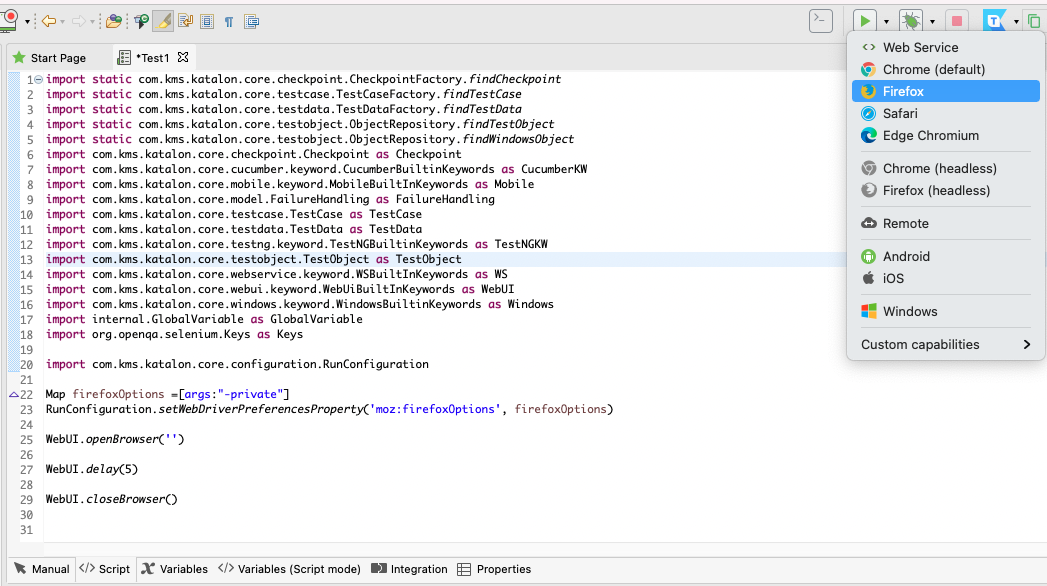 Start Page
*Test1
1 import static com.kms.katalon.core.checkpoint.CheckpointFactory.findCheckpoint
2 import static com.kms.katalon.core.testcase.TestCaseFactory.findTestCase
3 import static com.kms.katalon.core.testdata.TestDataFactory.findTestData
4 import static com.kms.katalon.core.testobject.ObjectRepository.findTestObject
5 import static com.kms.katalon.core.testobject.ObjectRepository.findWindowsObject
6 import com.kms.katalon.core.checkpoint.Checkpoint as Checkpoint
7 import com.kms.katalon.core.cucumber.keyword.CucumberBuiltinKeywords as CucumberKW
8 import com.kms.katalon.core.mobile.keyword.MobileBuiltInKeywords as Mobile
9 import com.kms.katalon.core.model.FailureHandling as FailureHandling
10 import com.kms.katalon.core.testcase.TestCase as TestCase
11 import com.kms.katalon.core.testdata.TestData as TestData
12 import com.kms.katalon.core.testng.keyword.TestNGBuiltinKeywords as TestNGKW
13 import com.kms.katalon.core.testobject.TestObject as TestObject
14 import com.kms.katalon.core.webservice.keyword.WSBuiltInKeywords as WS
15 import com.kms.katalon.core.webui.keyword.WebUiBuiltInKeywords as WebUI
16 import com.kms.katalon.core.windows.keyword.WindowsBuiltinKeywords as Windows
17 import internal.GlobalVariable as GlobalVariable
18 import org.openqa.selenium.Keys as Keys
19
20 import com.kms.katalon.core.configuration.RunConfiguration
21
22 Map firefoxOptions =[args:"-private"]
23 RunConfiguration.setWebDriverPreferencesProperty('moz:firefoxOptions', firefoxOptions)
24
25 WebUI.openBrowser('')
26
27 WebUI.delay(5)
28
29 WebUI.closeBrowser()
30
31
Web Service
Chrome (default)
Firefox
Safari
Edge Chromium
Chrome (headless)
Firefox (headless)
Remote
Android
iOS
Windows
Custom capabilities
Manual
Script
Variables
Variables (Script mode)
Integration
Properties